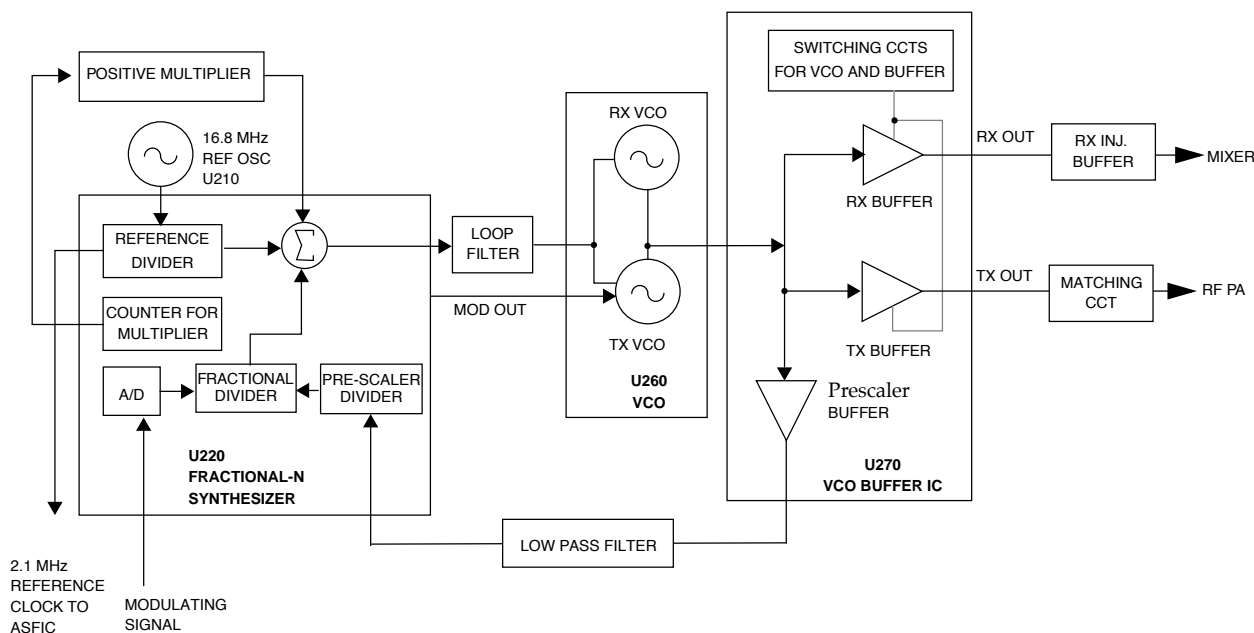 POSITIVE MULTIPLIER
16.8 MHz
REF OSC
U210
REFERENCE
DIVIDER
Σ
COUNTER FOR
MULTIPLIER
A/D
FRACTIONAL
DIVIDER
PRE-SCALER
DIVIDER
U220
FRACTIONAL-N
SYNTHESIZER
2.1 MHz
REFERENCE
CLOCK TO
ASFIC
MODULATING
SIGNAL
LOOP
FILTER
MOD OUT
RX VCO
TX VCO
U260
VCO
SWITCHING CCTS
FOR VCO AND BUFFER
RX BUFFER
TX BUFFER
Prescaler
BUFFER
U270
VCO BUFFER IC
LOW PASS FILTER
RX OUT
RX INJ.
BUFFER
MIXER
TX OUT
MATCHING
CCT
RF PA